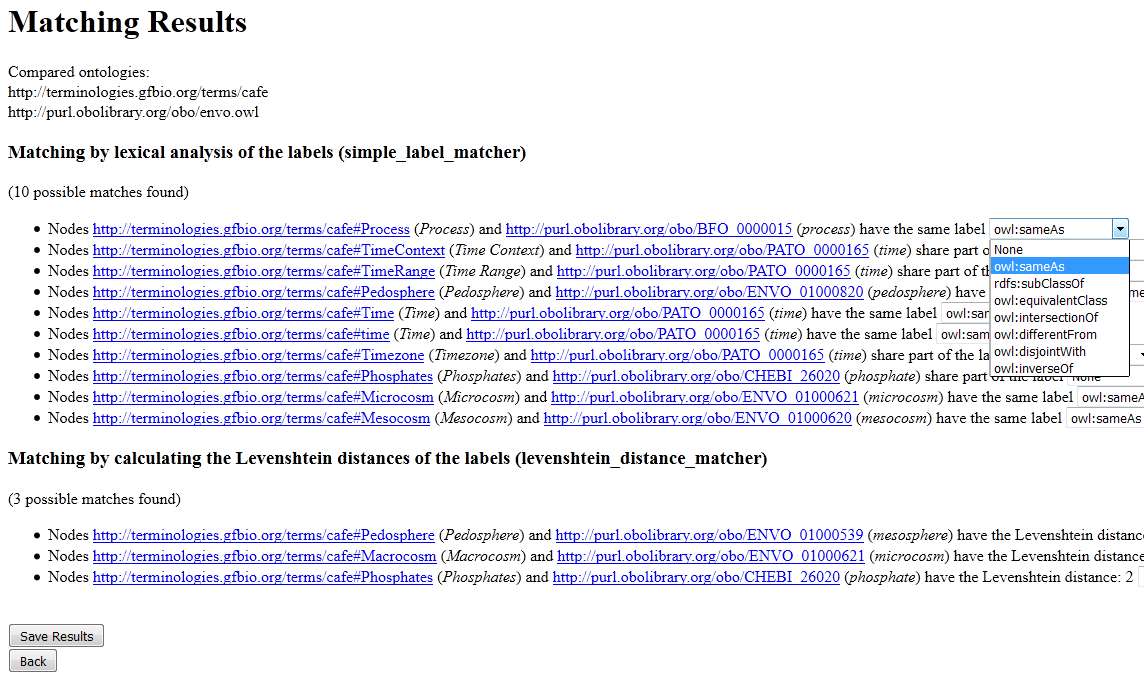 Matching Results
Compared ontologies:
http://terminologies.gfbio.org/terms/cafe
http://purl.obolibrary.org/obo/envo.owl
Matching by lexical analysis of the labels (simple_label_matcher)
(10 possible matches found)
• Nodes http://terminologies.gfbio.org/terms/cafe#Process (Process) and http://purl.obolibrary.org/obo/BFO_0000015 (process) have the same label owl:sameAs
None
owl:sameAs
rdfs:subClassOf
owl:equivalentClass
owl:intersectionOf
owl:differentFrom
owl:disjointWith
owl:inverseOf
• Nodes http://terminologies.gfbio.org/terms/cafe#TimeContext (Time Context) and http://purl.obolibrary.org/obo/PATO_0000165 (time) share part o
• Nodes http://terminologies.gfbio.org/terms/cafe#TimeRange (Time Range) and http://purl.obolibrary.org/obo/PATO_0000165 (time) share part of t
• Nodes http://terminologies.gfbio.org/terms/cafe#Pedosphere (Pedosphere) and http://purl.obolibrary.org/obo/ENVO_00000820 (pedosphere) have
• Nodes http://terminologies.gfbio.org/terms/cafe#Time (Time) and http://purl.obolibrary.org/obo/PATO_0000165 (time) have the same label owl:sa
• Nodes http://terminologies.gfbio.org/terms/cafe#time (Time) and http://purl.obolibrary.org/obo/PATO_0000165 (time) have the same label owl:sam
• Nodes http://terminologies.gfbio.org/terms/cafe#Timezone (Timezone) and http://purl.obolibrary.org/obo/PATO_0000165 (time) share part of the la
• Nodes http://terminologies.gfbio.org/terms/cafe#Phosphates (Phosphates) and http://purl.obolibrary.org/obo/CHEBI_26020 (phosphate) share part of the label None
• Nodes http://terminologies.gfbio.org/terms/cafe#Microcosm (Microcosm) and http://purl.obolibrary.org/obo/ENVO_01000621 (microcosm) have the same label owl:sameA
• Nodes http://terminologies.gfbio.org/terms/cafe#Mesocosm (Mesocosm) and http://purl.obolibrary.org/obo/ENVO_01000620 (mesocosm) have the same label owl:sameAs
Matching by calculating the Levenshtein distances of the labels (levenshtein_distance_matcher)
(3 possible matches found)
• Nodes http://terminologies.gfbio.org/terms/cafe#Pedosphere (Pedosphere) and http://purl.obolibrary.org/obo/ENVO_01000539 (mesosphere) have the Levenshtein distanc
• Nodes http://terminologies.gfbio.org/terms/cafe#Macrocosm (Macrocosm) and http://purl.obolibrary.org/obo/ENVO_01000621 (microcosm) have the Levenshtein distanc
• Nodes http://terminologies.gfbio.org/terms/cafe#Phosphates (Phosphates) and http://purl.obolibrary.org/obo/CHEBI_26020 (phosphate) have the Levenshtein distance: 2
Save Results
Back